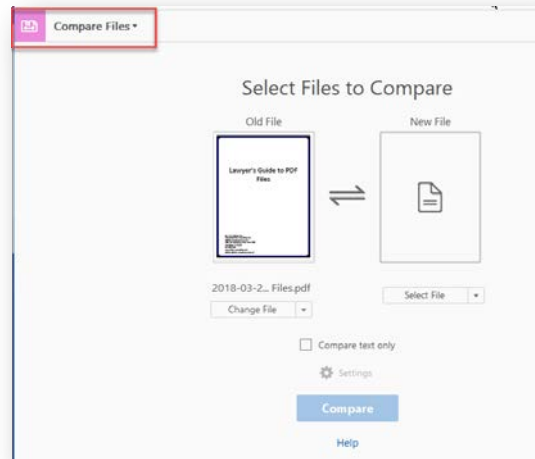 Compare Files
Select Files to Compare
Old File
New File
Lawyer's Guide to PDF
Files
2018-03-2... Files.pdf
Change File
Select File
Compare text only
Settings
Compare
Help